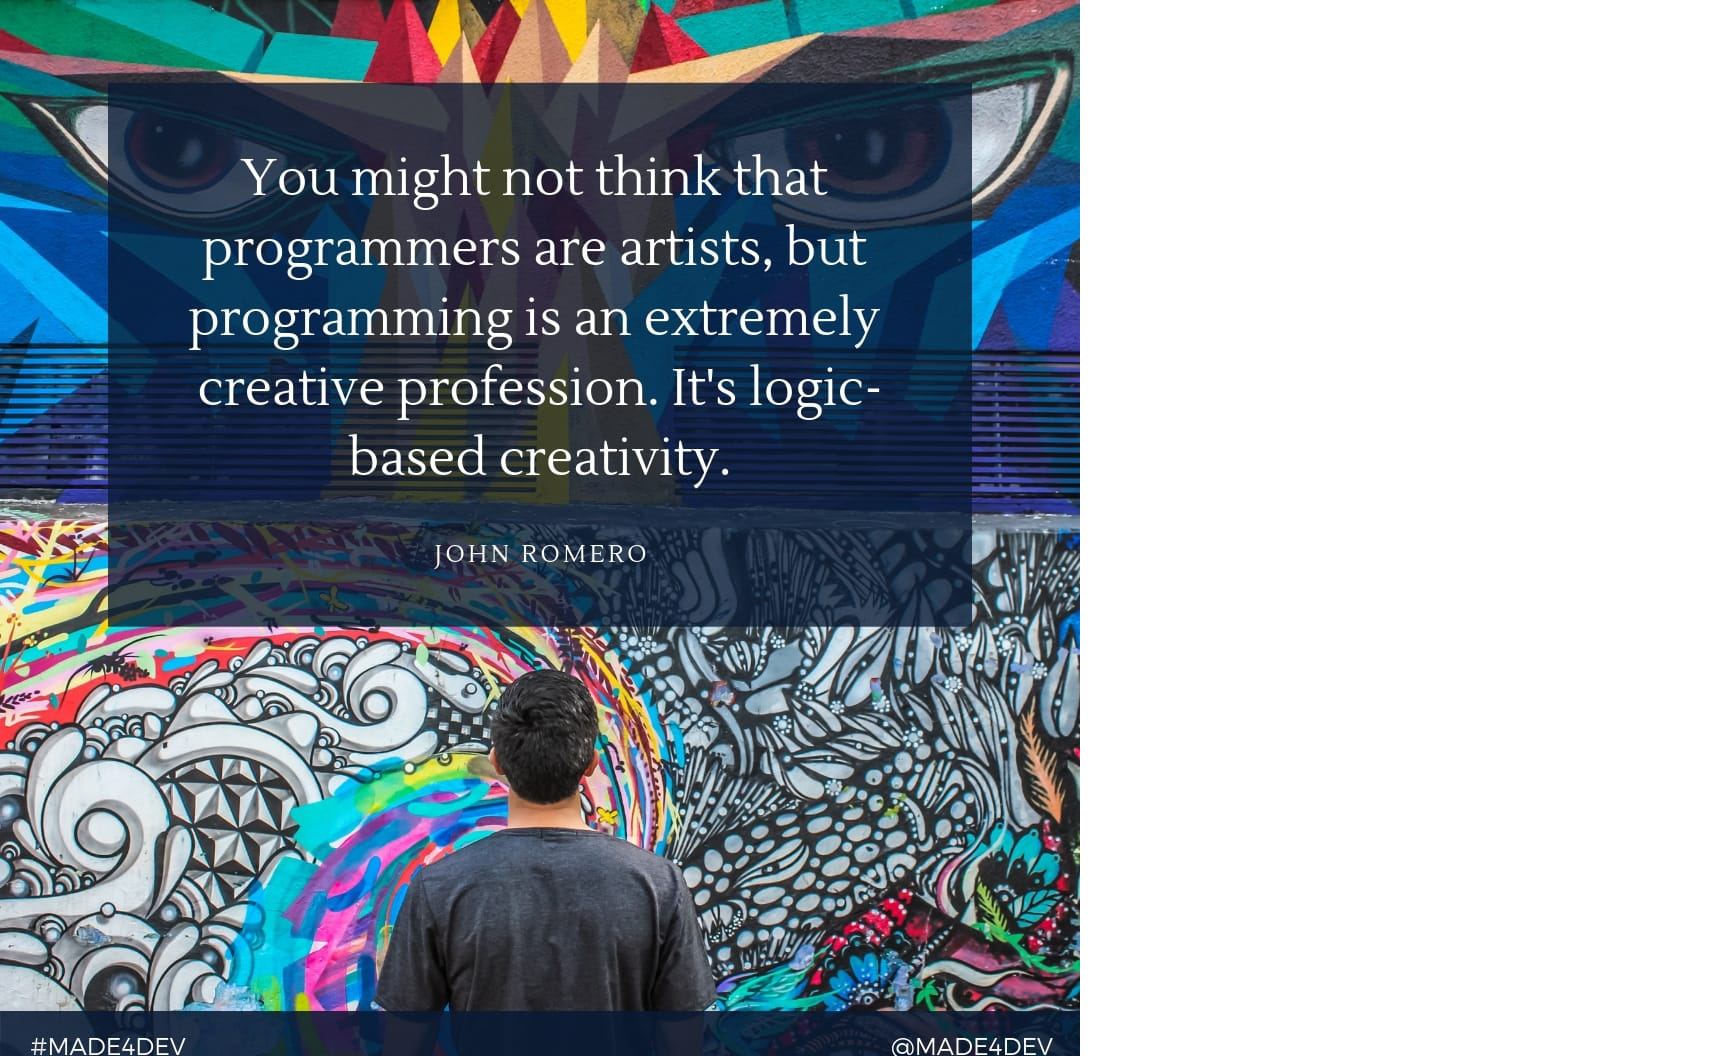 You might not think that
programmers are artists, but
programming is an extremely
creative profession. It's logic-
based creativity.
JOHN ROMERO
#MADE4DEV
@MADE4DEV